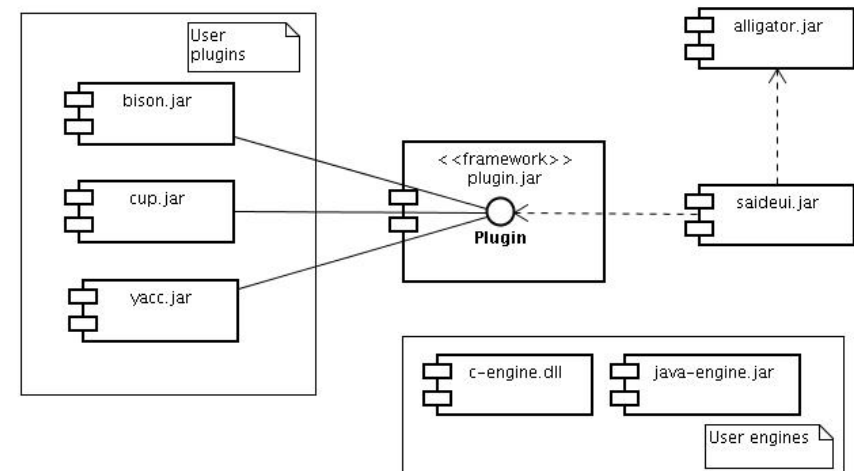 User
plugins
bison.jar
cup.jar
yacc.jar
<<framework>>
plugin.jar
Plugin
alligator.jar
saideui.jar
c-engine.dll
java-engine.jar
User engines